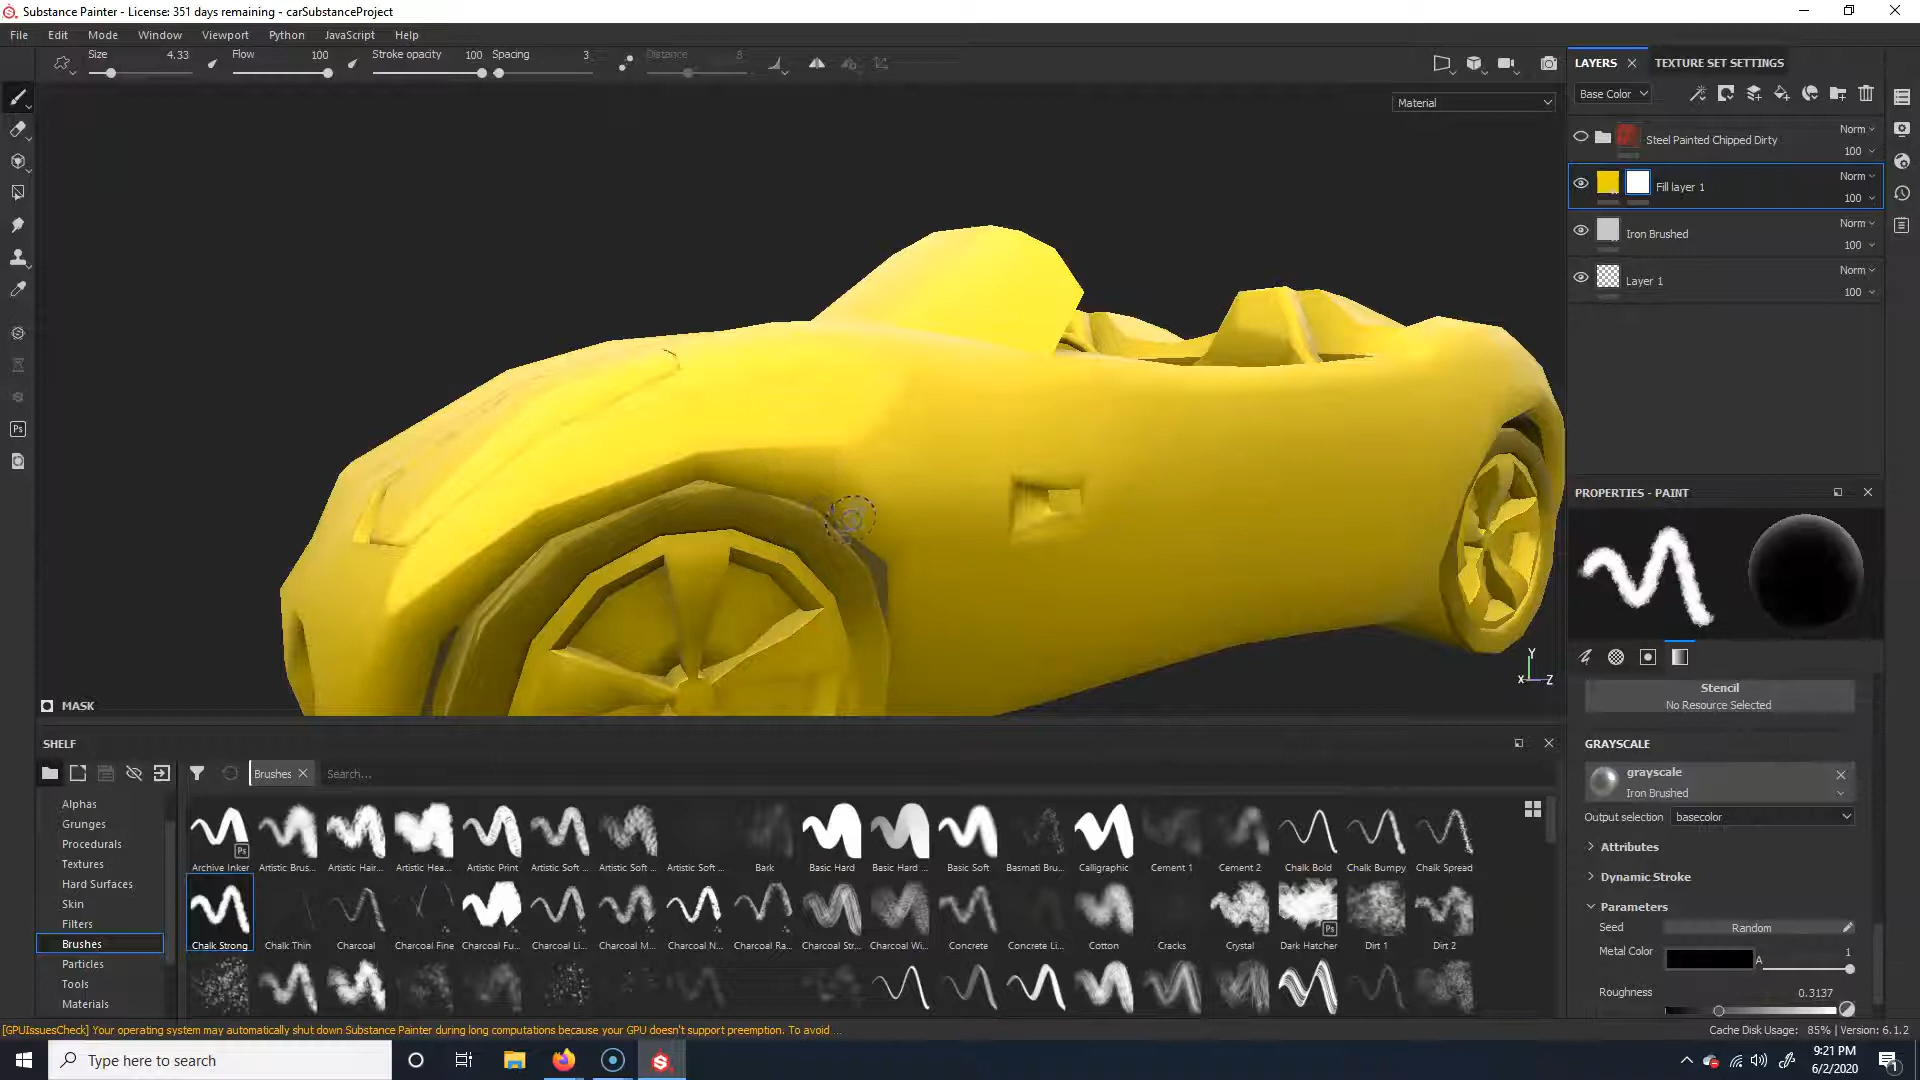 Substance Painter - License: 351 days remaining - carSubstanceProject
File Edit Mode Window Viewport Python JavaScript Help
Size 4.33 Flow 100 Stroke opacity 100 Spacing 3 Distance 8
Material
LAYERS TEXTURE SET SETTINGS
Base Color
Steel Painted Chipped Dirty Norm 100
Fill layer 1 Norm 100
Iron Brushed Norm 100
Layer 1 Norm 100
Y
X Z
MASK
PROPERTIES - PAINT
Stencil
No Resource Selected
GRAYSCALE
grayscale
Iron Brushed
Output selection basecolor
Attributes
Dynamic Stroke
Parameters
Seed Random
Metal Color A 1
Roughness 0.3137
SHELF
Brushes Search...
Alphas
Grunges
Procedurals
Textures
Hard Surfaces
Skin
Filters
Brushes
Particles
Tools
Materials
Ps
Archive Inker Artistic Brus... Artistic Hair... Artistic Hea... Artistic Print Artistic Soft ... Artistic Soft ... Artistic Soft ... Bark Basic Hard Basic Hard ... Basic Soft Basmati Bru... Calligraphic Cement 1 Cement 2 Chalk Bold Chalk Bumpy Chalk Spread
Ps
Chalk Strong Chalk Thin Charcoal Charcoal Fine Charcoal Fu... Charcoal Li... Charcoal M... Charcoal N... Charcoal Ra... Charcoal Str... Charcoal Wi... Concrete Concrete Li... Cotton Cracks Crystal Dark Hatcher Dirt 1 Dirt 2
Ps
[GPUIssuesCheck] Your operating system may automatically shut down Substance Painter during long computations because your GPU doesn't support preemption. To avoid ...
Cache Disk Usage: 85% | Version: 6.1.2
Type here to search
9:21 PM
6/2/2020
1